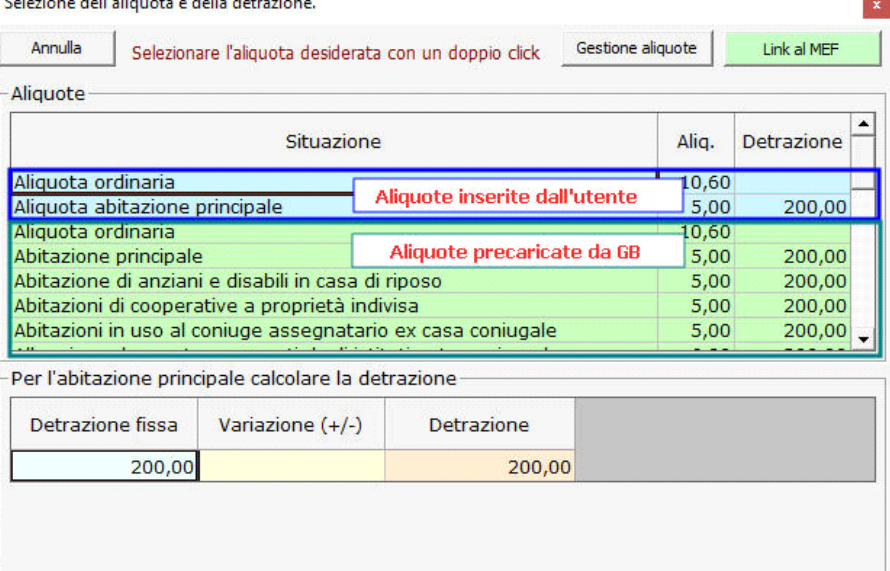 Selezione dell'aliquota e della detrazione.
x
Annulla Selezionare l'aliquota desiderata con un doppio click Gestione aliquote Link al MEF
Aliquote
Situazione Aliq. Detrazione
Aliquota ordinaria 10,60
Aliquote inserite dall'utente
Aliquota abitazione principale 5,00 200,00
Aliquota ordinaria 10,60
Aliquote precaricate da GB
Abitazione principale 5,00 200,00
Abitazione di anziani e disabili in casa di riposo 5,00 200,00
Abitazioni di cooperative a proprietà indivisa 5,00 200,00
Abitazioni in uso al coniuge assegnatario ex casa coniugale 5,00 200,00
Per l'abitazione principale calcolare la detrazione
Detrazione fissa Variazione (+/-) Detrazione
200,00 200,00